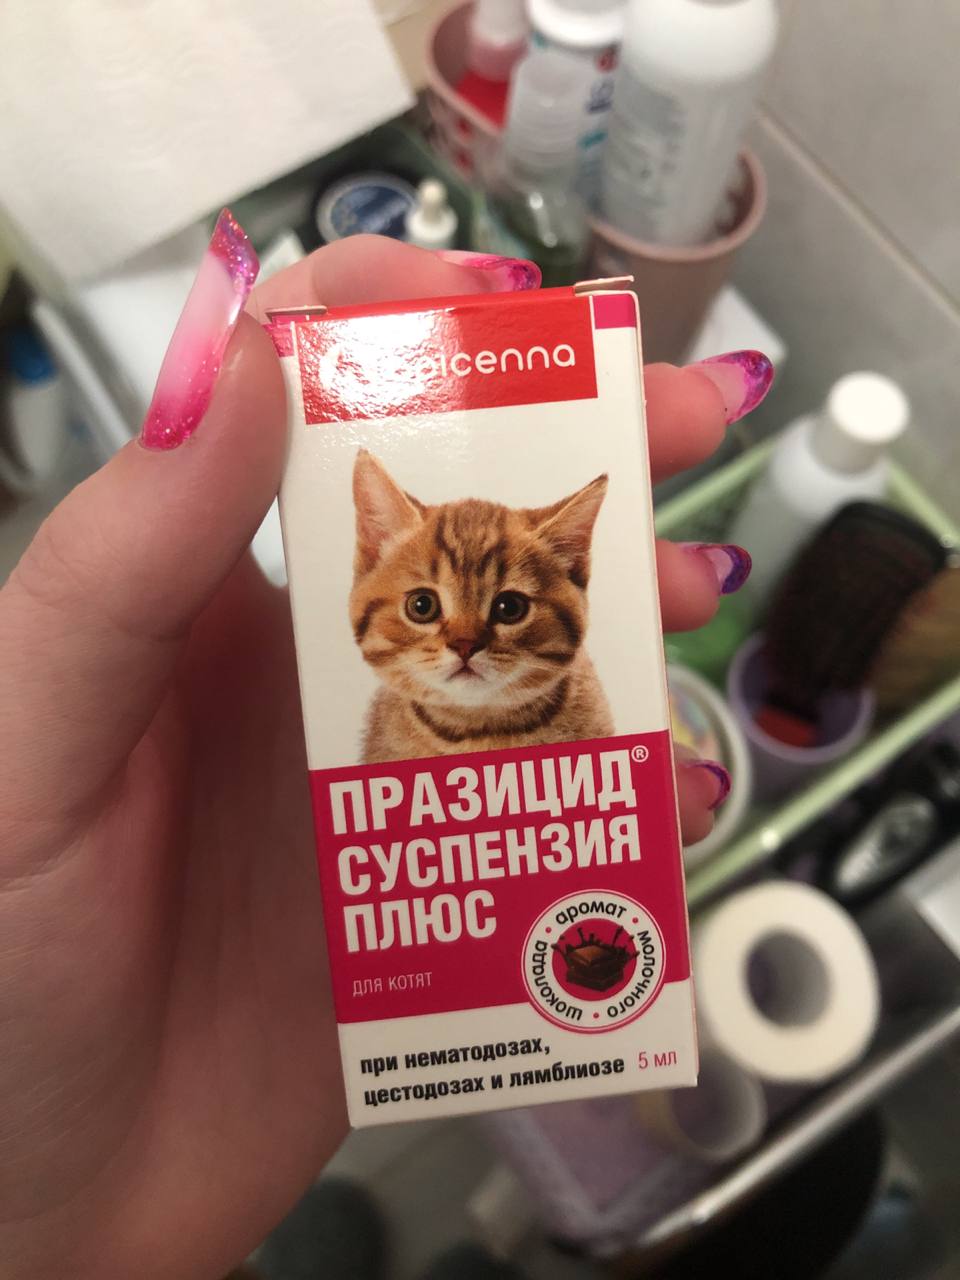 ПРАЗИЦИД®
СУСПЕНЗИЯ
ПЛЮС
ДЛЯ КОТЯТ
аромат • молочного • шоколада •
при нематодозах,
цестодозах и лямблиозе 5 мл